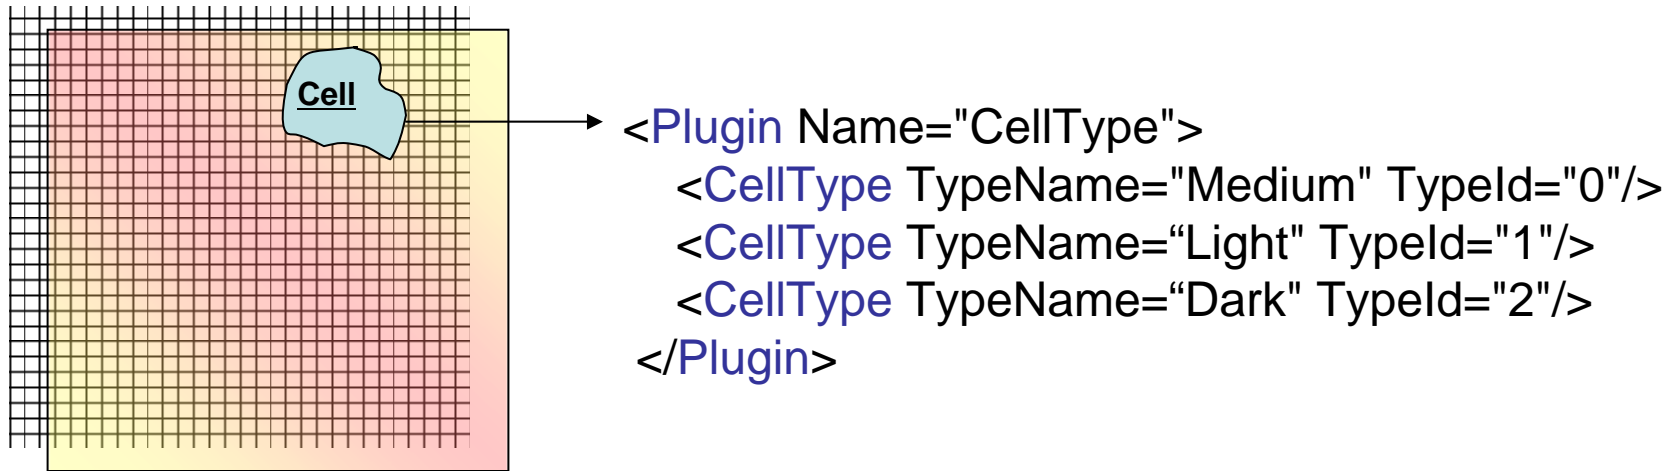 Cell
<Plugin Name="CellType">
<CellType TypeName="Medium" TypeId="0"/>
<CellType TypeName=“Light" TypeId="1"/>
<CellType TypeName=“Dark" TypeId="2"/>
</Plugin>